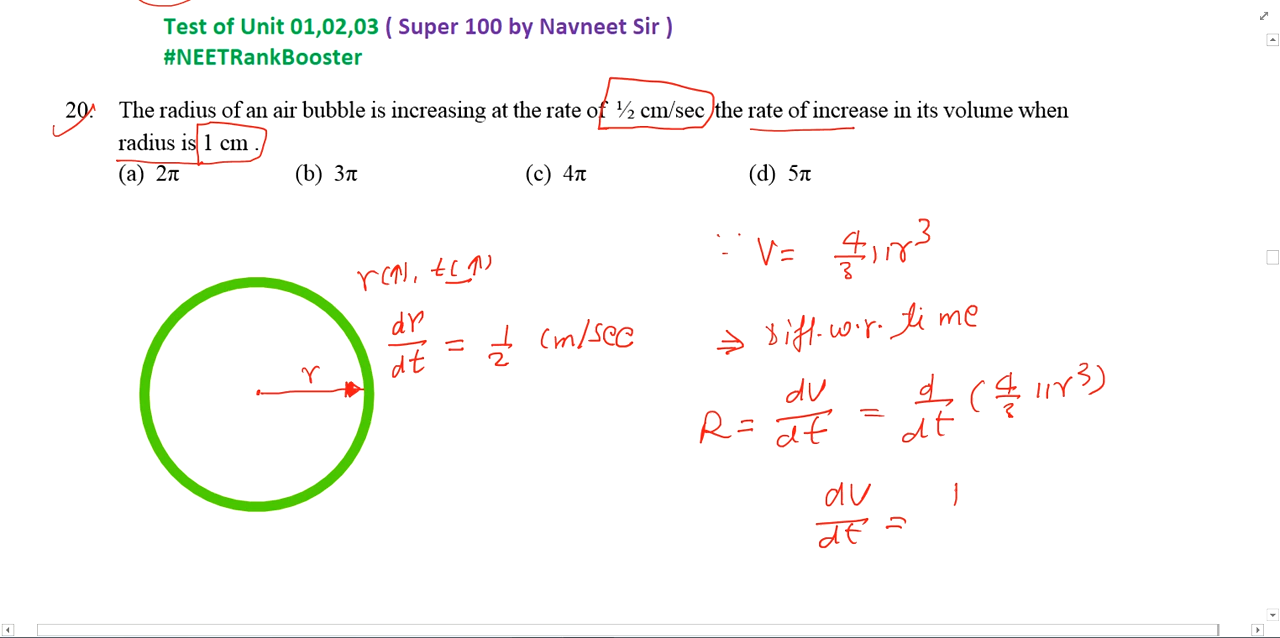 Test of Unit 01,02,03 ( Super 100 by Navneet Sir )
#NEETRankBooster
20. The radius of an air bubble is increasing at the rate of ½ cm/sec the rate of increase in its volume when
radius is 1 cm .
(a) 2π (b) 3π (c) 4π (d) 5π
r(↑), t(↑)
dr/dt = 1/2 cm/sec
r
∵ V = 4/3 πr³
⇒ Diff. w.r. time
R = dV/dt = d/dt (4/3 πr³)
dV/dt =